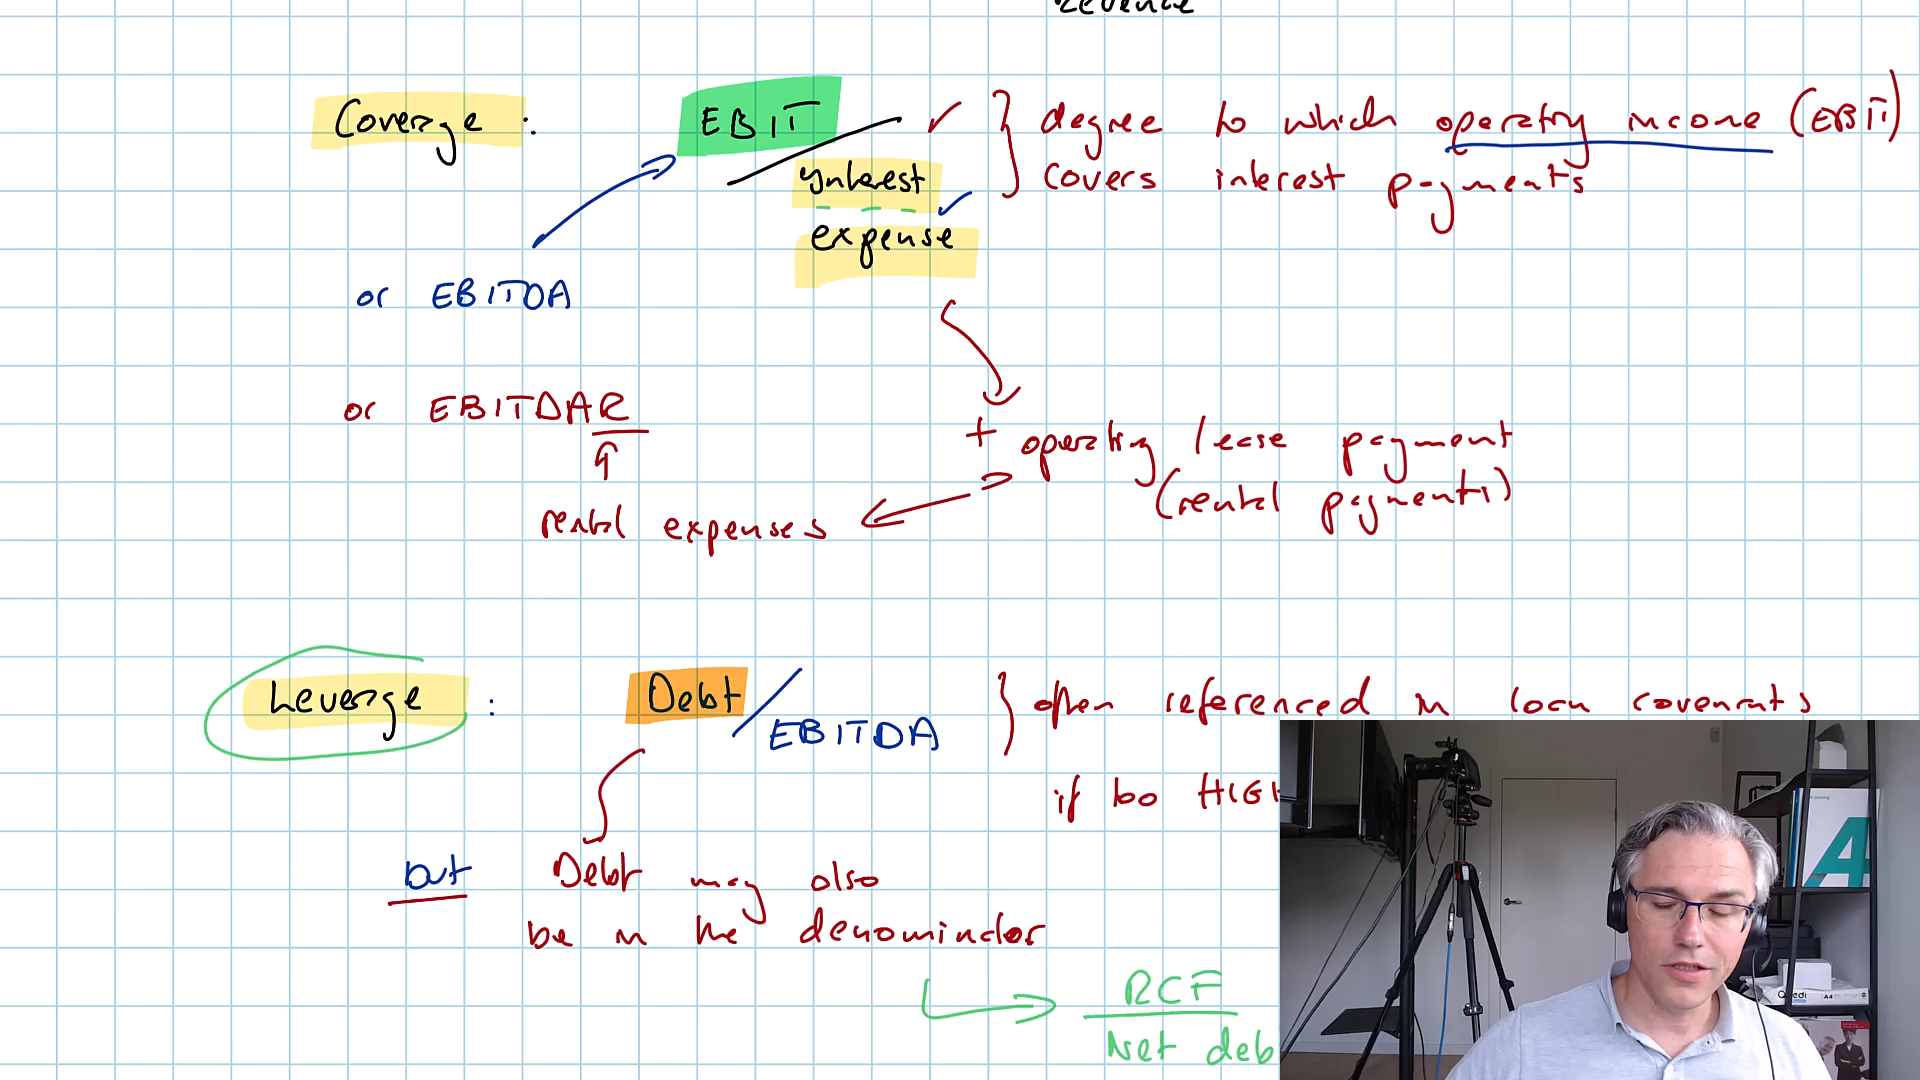 revenue
Coverage :
EBIT
degree to which operating income (EBIT)
Interest
covers interest payments
expense
or EBITDA
or EBITDAR
+ operating lease payment
(rental payments)
rental expenses
Leverage :
Debt / EBITDA
often referenced in loan covenants
if too HIGH
but Debt may also
be in the denominator
RCF
Net deb
A4